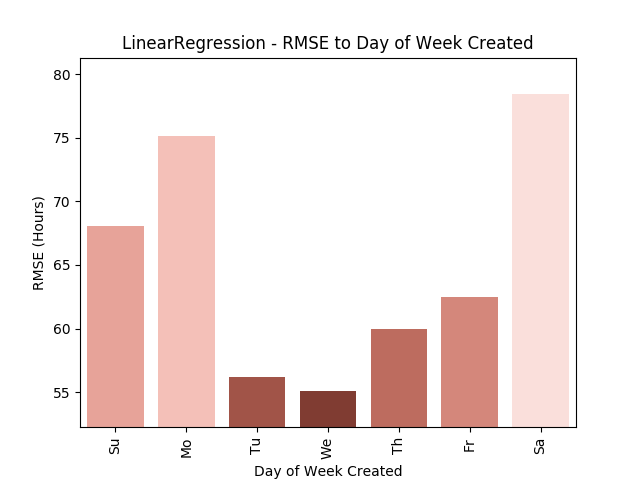 LinearRegression - RMSE to Day of Week Created
80
75
70
65
60
55
RMSE (Hours)
Su
Mo
Tu
We
Th
Fr
Sa
Day of Week Created